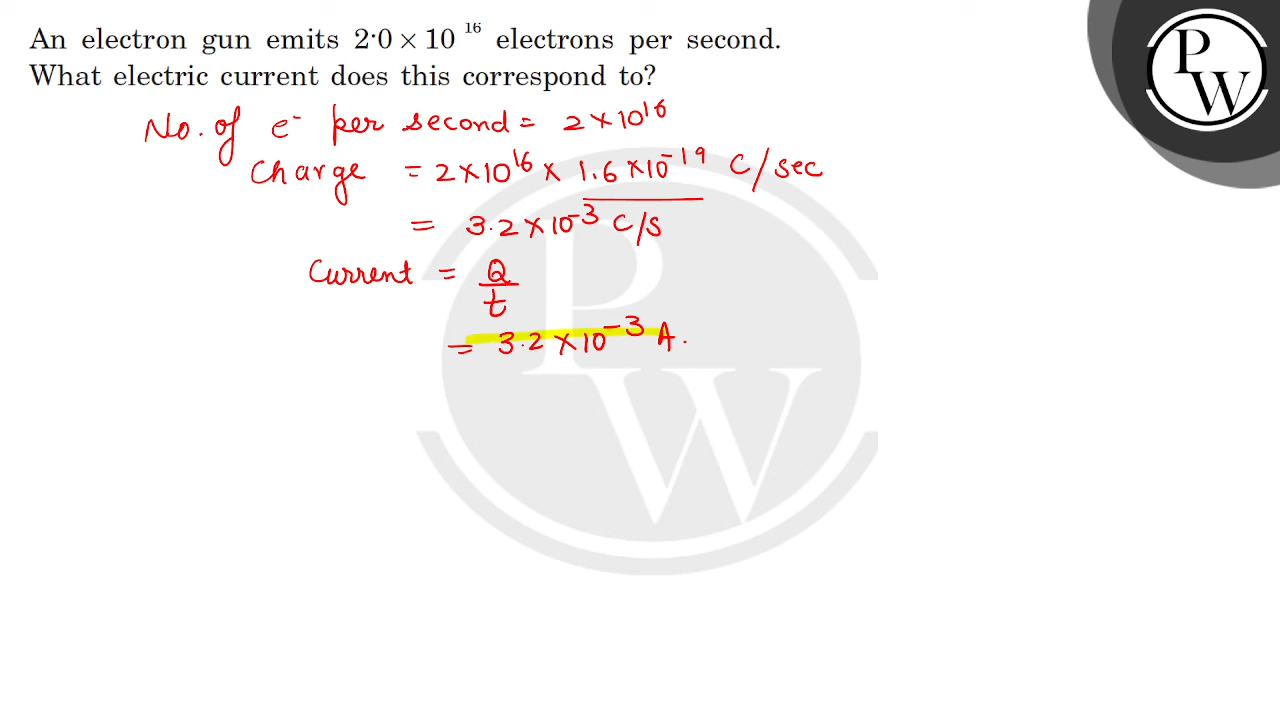 An electron gun emits 2·0 × 10 ¹⁶ electrons per second.
What electric current does this correspond to?
No. of e⁻ per second = 2 × 10¹⁶
Charge = 2 × 10¹⁶ × 1.6 × 10⁻¹⁹ C/sec
= 3.2 × 10⁻³ C/s
Current = Q/t
= 3.2 × 10⁻³ A.
PW
PW